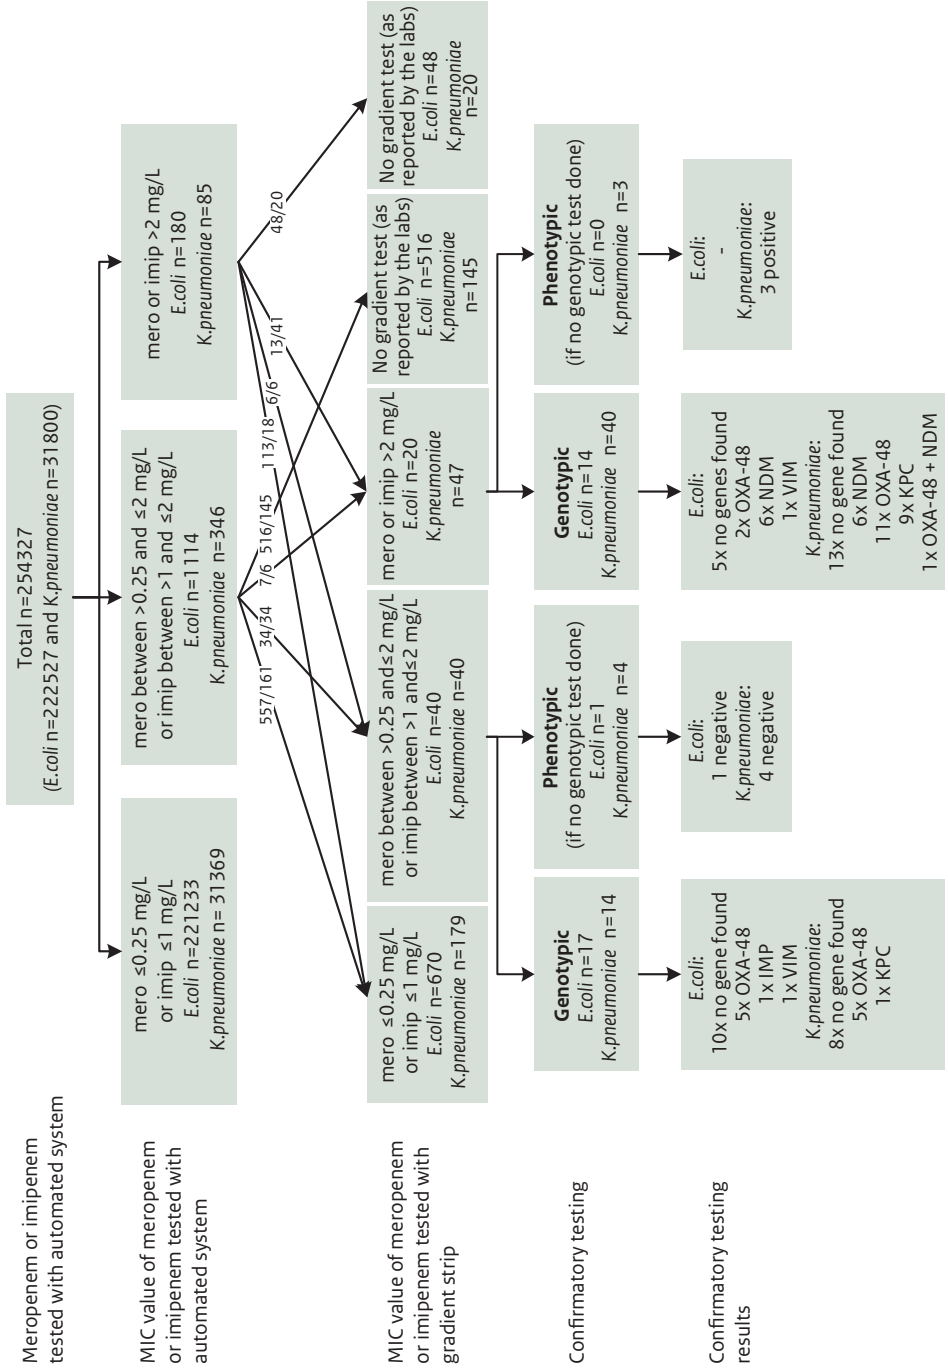 Meropenem or imipenem
tested with automated system
Total n=254327
(E.coli n=222527 and K.pneumoniae n=31800)
MIC value of meropenem
or imipenem tested with
automated system
mero ≤0.25 mg/L
or imip ≤1 mg/L
E.coli n=221233
K.pneumoniae n= 31369
mero between >0.25 and ≤2 mg/L
or imip between >1 and ≤2 mg/L
E.coli n=1114
K.pneumoniae n=346
mero or imip >2 mg/L
E.coli n=180
K.pneumoniae n=85
557/161
34/34
7/6
516/145
113/18
6/6
13/41
48/20
MIC value of meropenem
or imipenem tested with
gradient strip
mero ≤0.25 mg/L
or imip ≤1 mg/L
E.coli n=670
K.pneumoniae n=179
mero between >0.25 and≤2 mg/L
or imip between >1 and≤2 mg/L
E.coli n=40
K.pneumoniae n=40
mero or imip >2 mg/L
E.coli n=20
K.pneumoniae
n=47
No gradient test (as
reported by the labs)
E.coli n=516
K.pneumoniae
n=145
No gradient test (as
reported by the labs)
E.coli n=48
K.pneumoniae
n=20
Confirmatory testing
Genotypic
E.coli n=17
K.pneumoniae n=14
Phenotypic
(if no genotypic test done)
E.coli n=1
K.pneumoniae n=4
Genotypic
E.coli n=14
K.pneumoniae n=40
Phenotypic
(if no genotypic test done)
E.coli n=0
K.pneumoniae n=3
Confirmatory testing
results
E.coli:
10x no gene found
5x OXA-48
1x IMP
1x VIM
K.pneumoniae:
8x no gene found
5x OXA-48
1x KPC
E.coli:
1 negative
K.pneumoniae:
4 negative
E.coli:
5x no genes found
2x OXA-48
6x NDM
1x VIM
K.pneumoniae:
13x no gene found
6x NDM
11x OXA-48
9x KPC
1x OXA-48 + NDM
E.coli:
-
K.pneumoniae:
3 positive